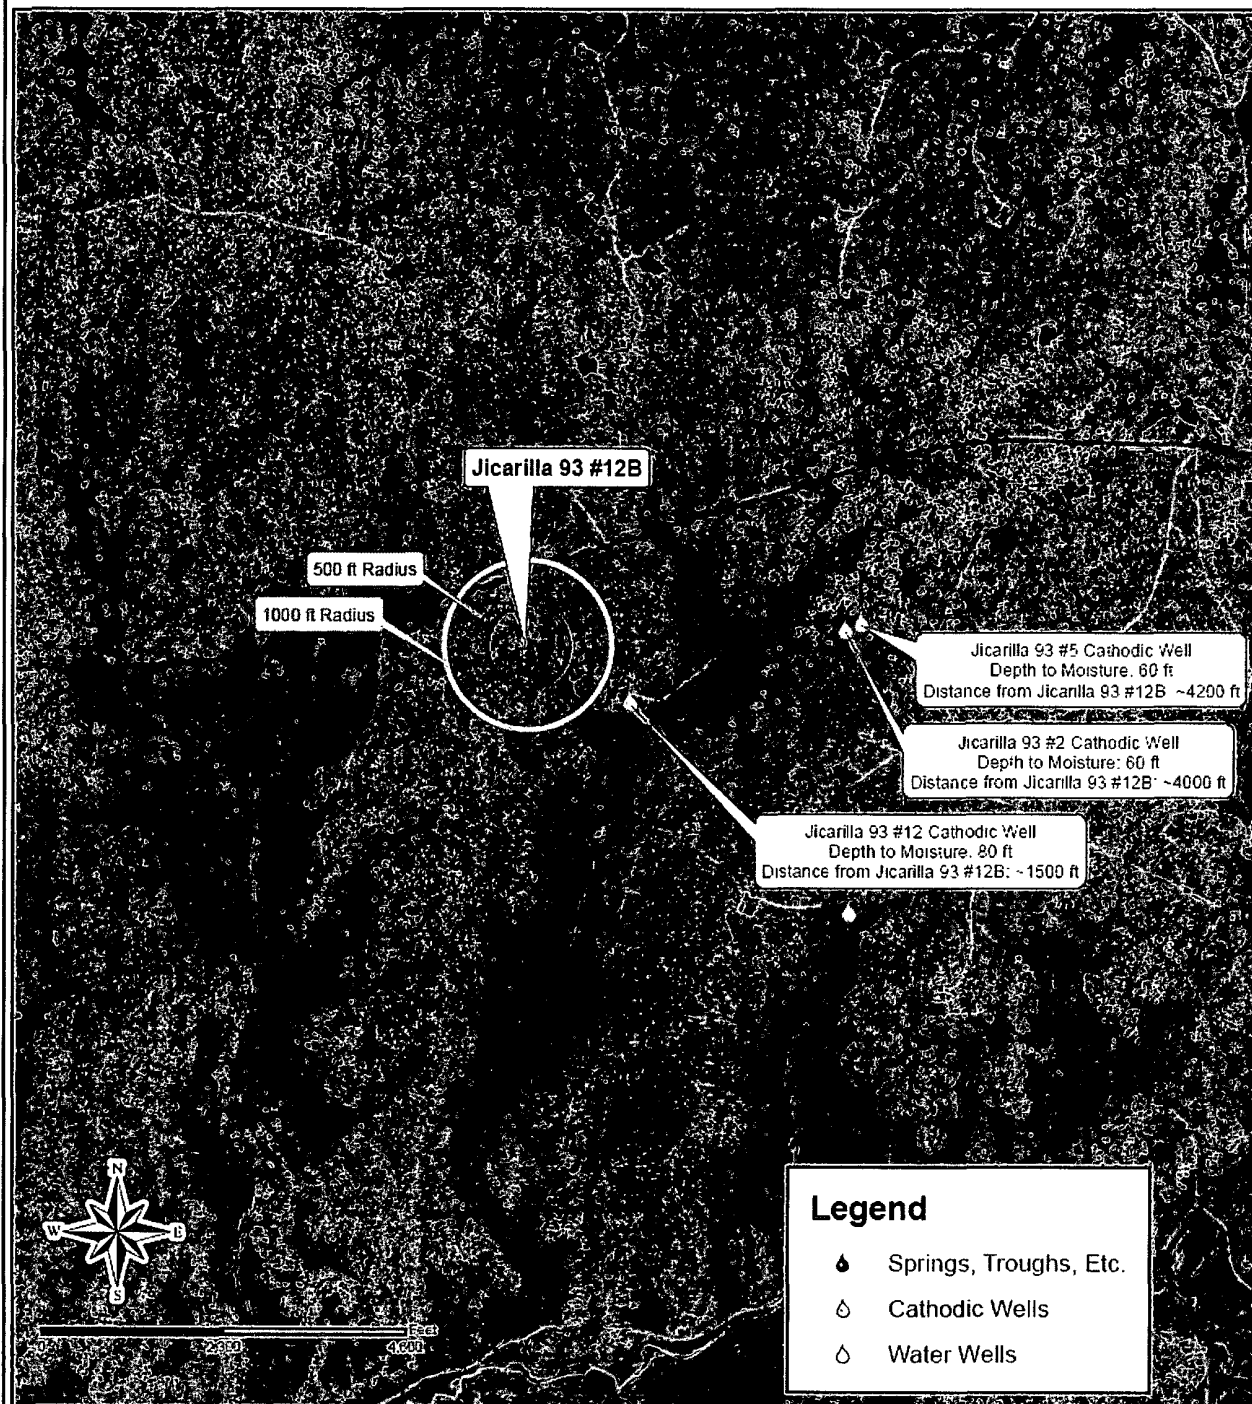 Jicarilla 93 #12B
500 ft Radius
1000 ft Radius
Jicarilla 93 #5 Cathodic Well
Depth to Moisture. 60 ft
Distance from Jicarilla 93 #12B ~4200 ft
Jicarilla 93 #2 Cathodic Well
Depth to Moisture: 60 ft
Distance from Jicarilla 93 #12B: ~4000 ft
Jicarilla 93 #12 Cathodic Well
Depth to Moisture. 80 ft
Distance from Jicarilla 93 #12B: ~1500 ft
N
W E
S
Feet
0 2,000 4,000
Legend
Springs, Troughs, Etc.
Cathodic Wells
Water Wells